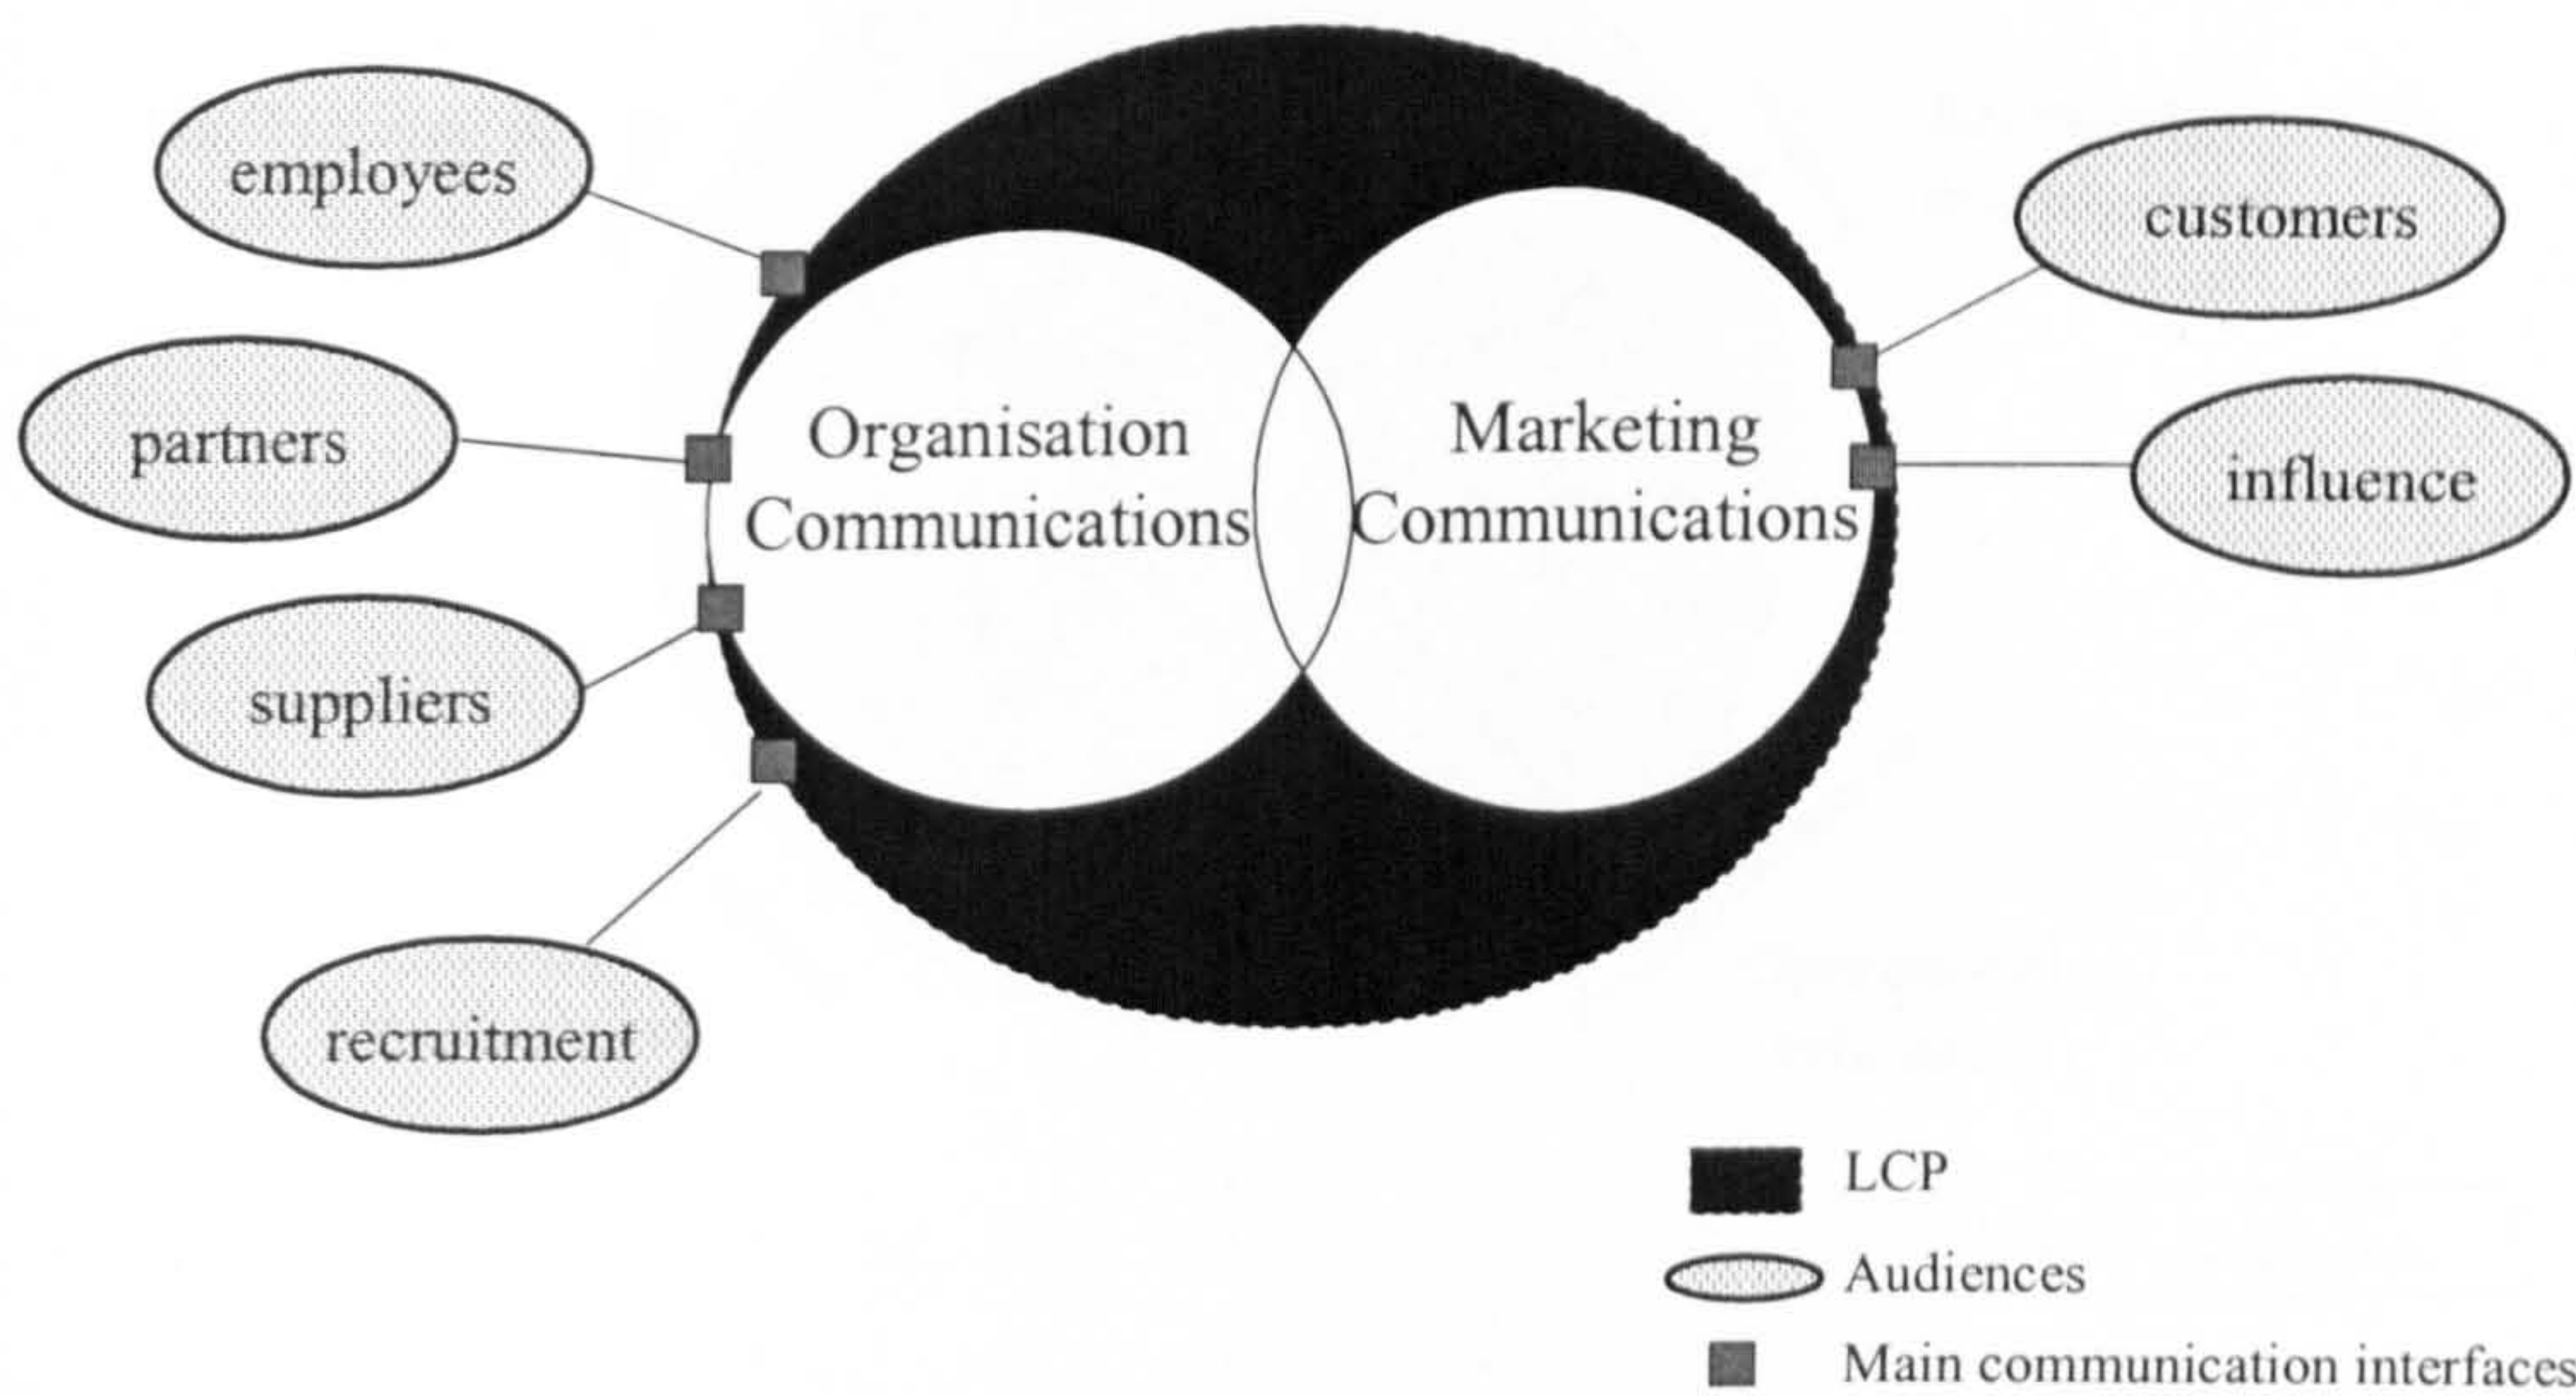 employees
partners
suppliers
recruitment
Organisation
Communications
Marketing
Communications
customers
influence
LCP
Audiences
Main communication interfaces